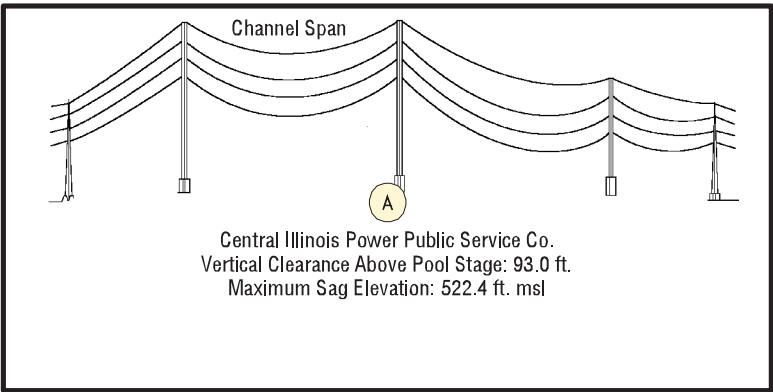 Channel Span
A
Central Illinois Power Public Service Co.
Vertical Clearance Above Pool Stage: 93.0 ft.
Maximum Sag Elevation: 522.4 ft. msl